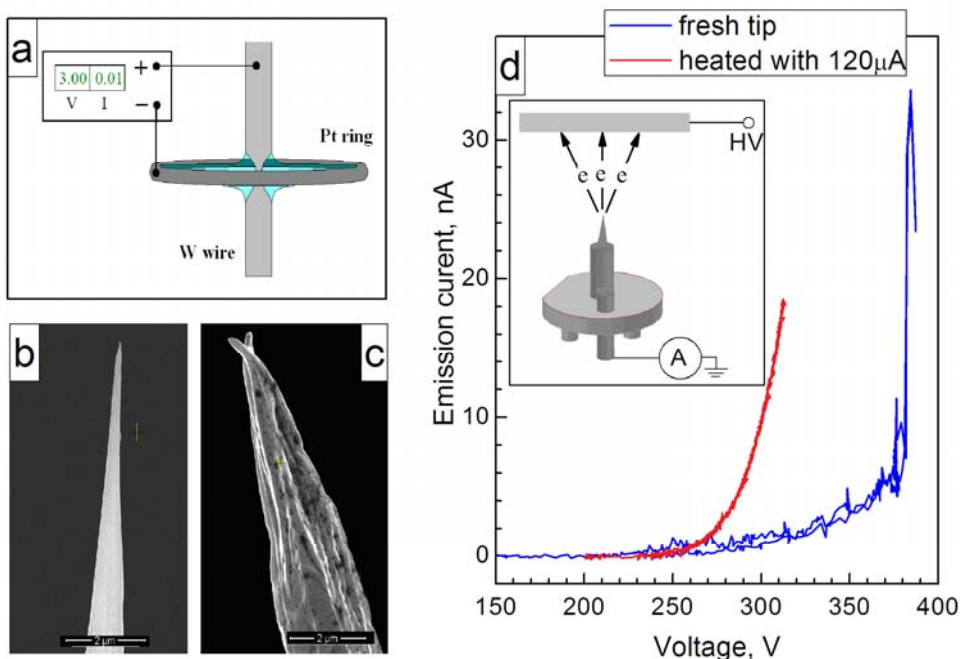 a
+
3.00 0.01
V I
−
Pt ring
W wire
b
2 µm
c
2 µm
d
fresh tip
heated with 120µA
HV
e e e
A
Emission curent, nA
30
20
10
0
150 200 250 300 350 400
Voltage, V